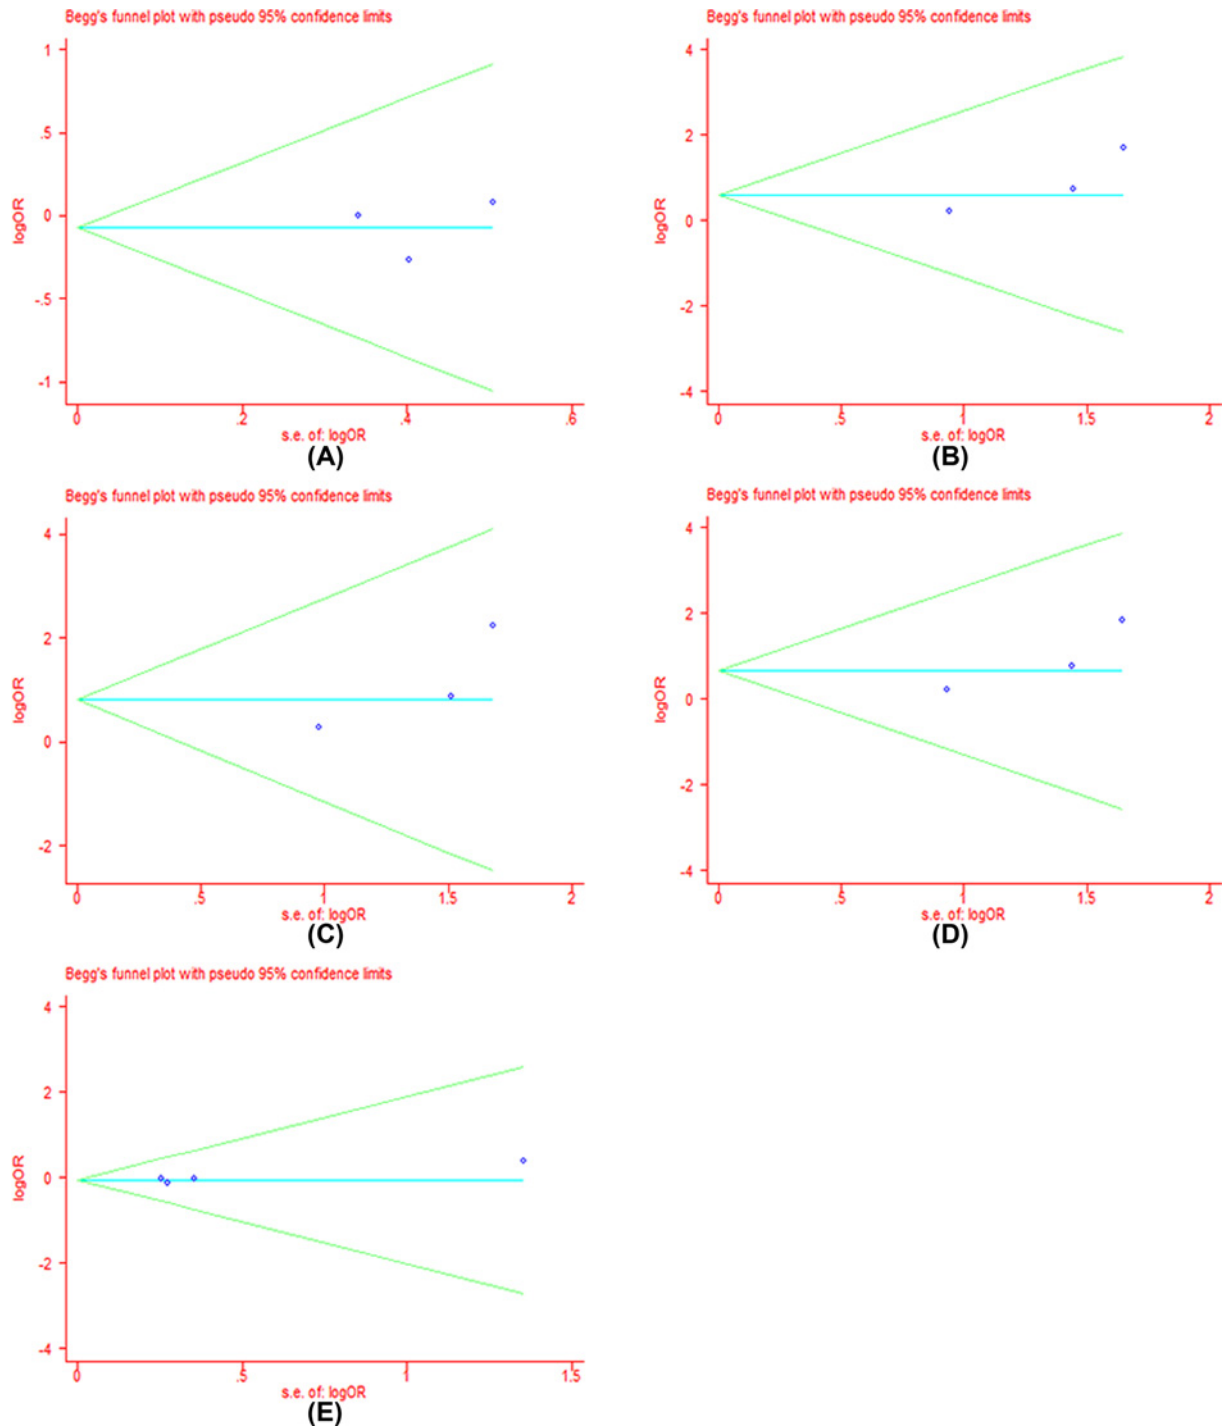 Begg's funnel plot with pseudo 95% confidence limits
1
.5
0
-.5
-1
logOR
0 .2 .4 .6
s.e. of: logOR
(A)
Begg's funnel plot with pseudo 95% confidence limits
4
2
0
-2
-4
logOR
0 .5 1 1.5 2
s.e. of: logOR
(B)
Begg's funnel plot with pseudo 95% confidence limits
4
2
0
-2
logOR
0 .5 1 1.5 2
s.e. of: logOR
(C)
Begg's funnel plot with pseudo 95% confidence limits
4
2
0
-2
-4
logOR
0 .5 1 1.5 2
s.e. of: logOR
(D)
Begg's funnel plot with pseudo 95% confidence limits
4
2
0
-2
-4
logOR
0 .5 1 1.5
s.e. of: logOR
(E)